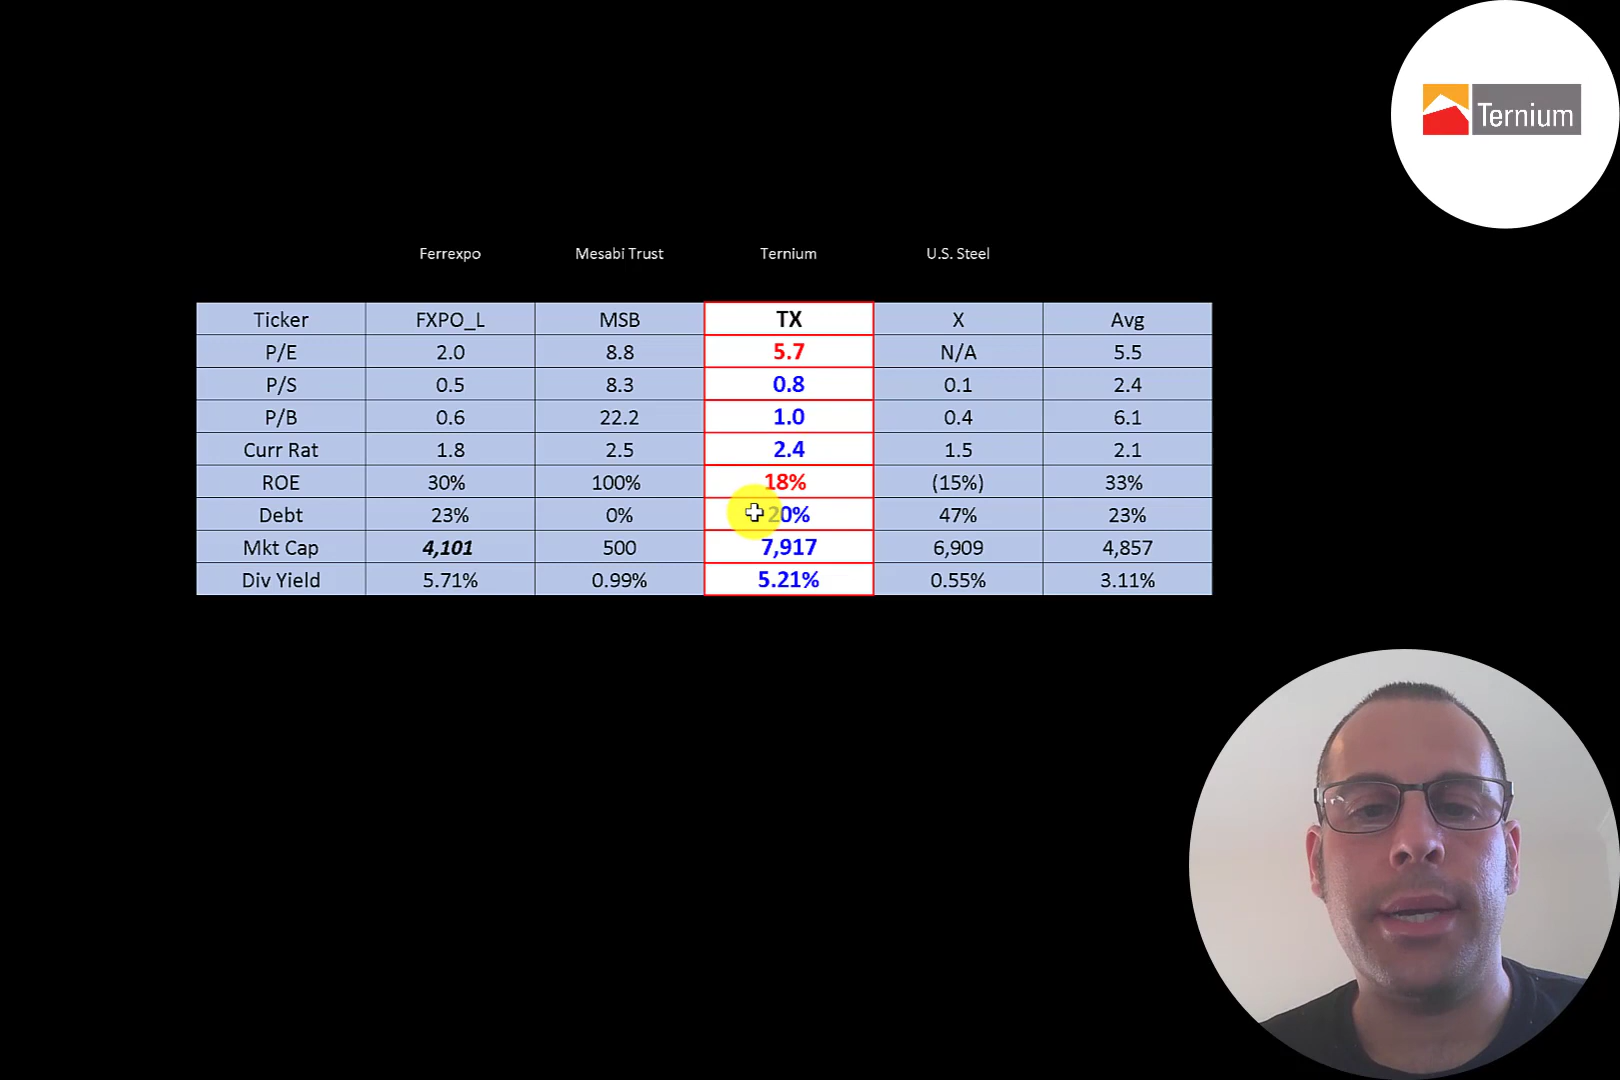 Ternium
Ferrexpo Mesabi Trust Ternium U.S. Steel
Ticker FXPO_L MSB TX X Avg
P/E 2.0 8.8 5.7 N/A 5.5
P/S 0.5 8.3 0.8 0.1 2.4
P/B 0.6 22.2 1.0 0.4 6.1
Curr Rat 1.8 2.5 2.4 1.5 2.1
ROE 30% 100% 18% (15%) 33%
Debt 23% 0% 20% 47% 23%
Mkt Cap 4,101 500 7,917 6,909 4,857
Div Yield 5.71% 0.99% 5.21% 0.55% 3.11%